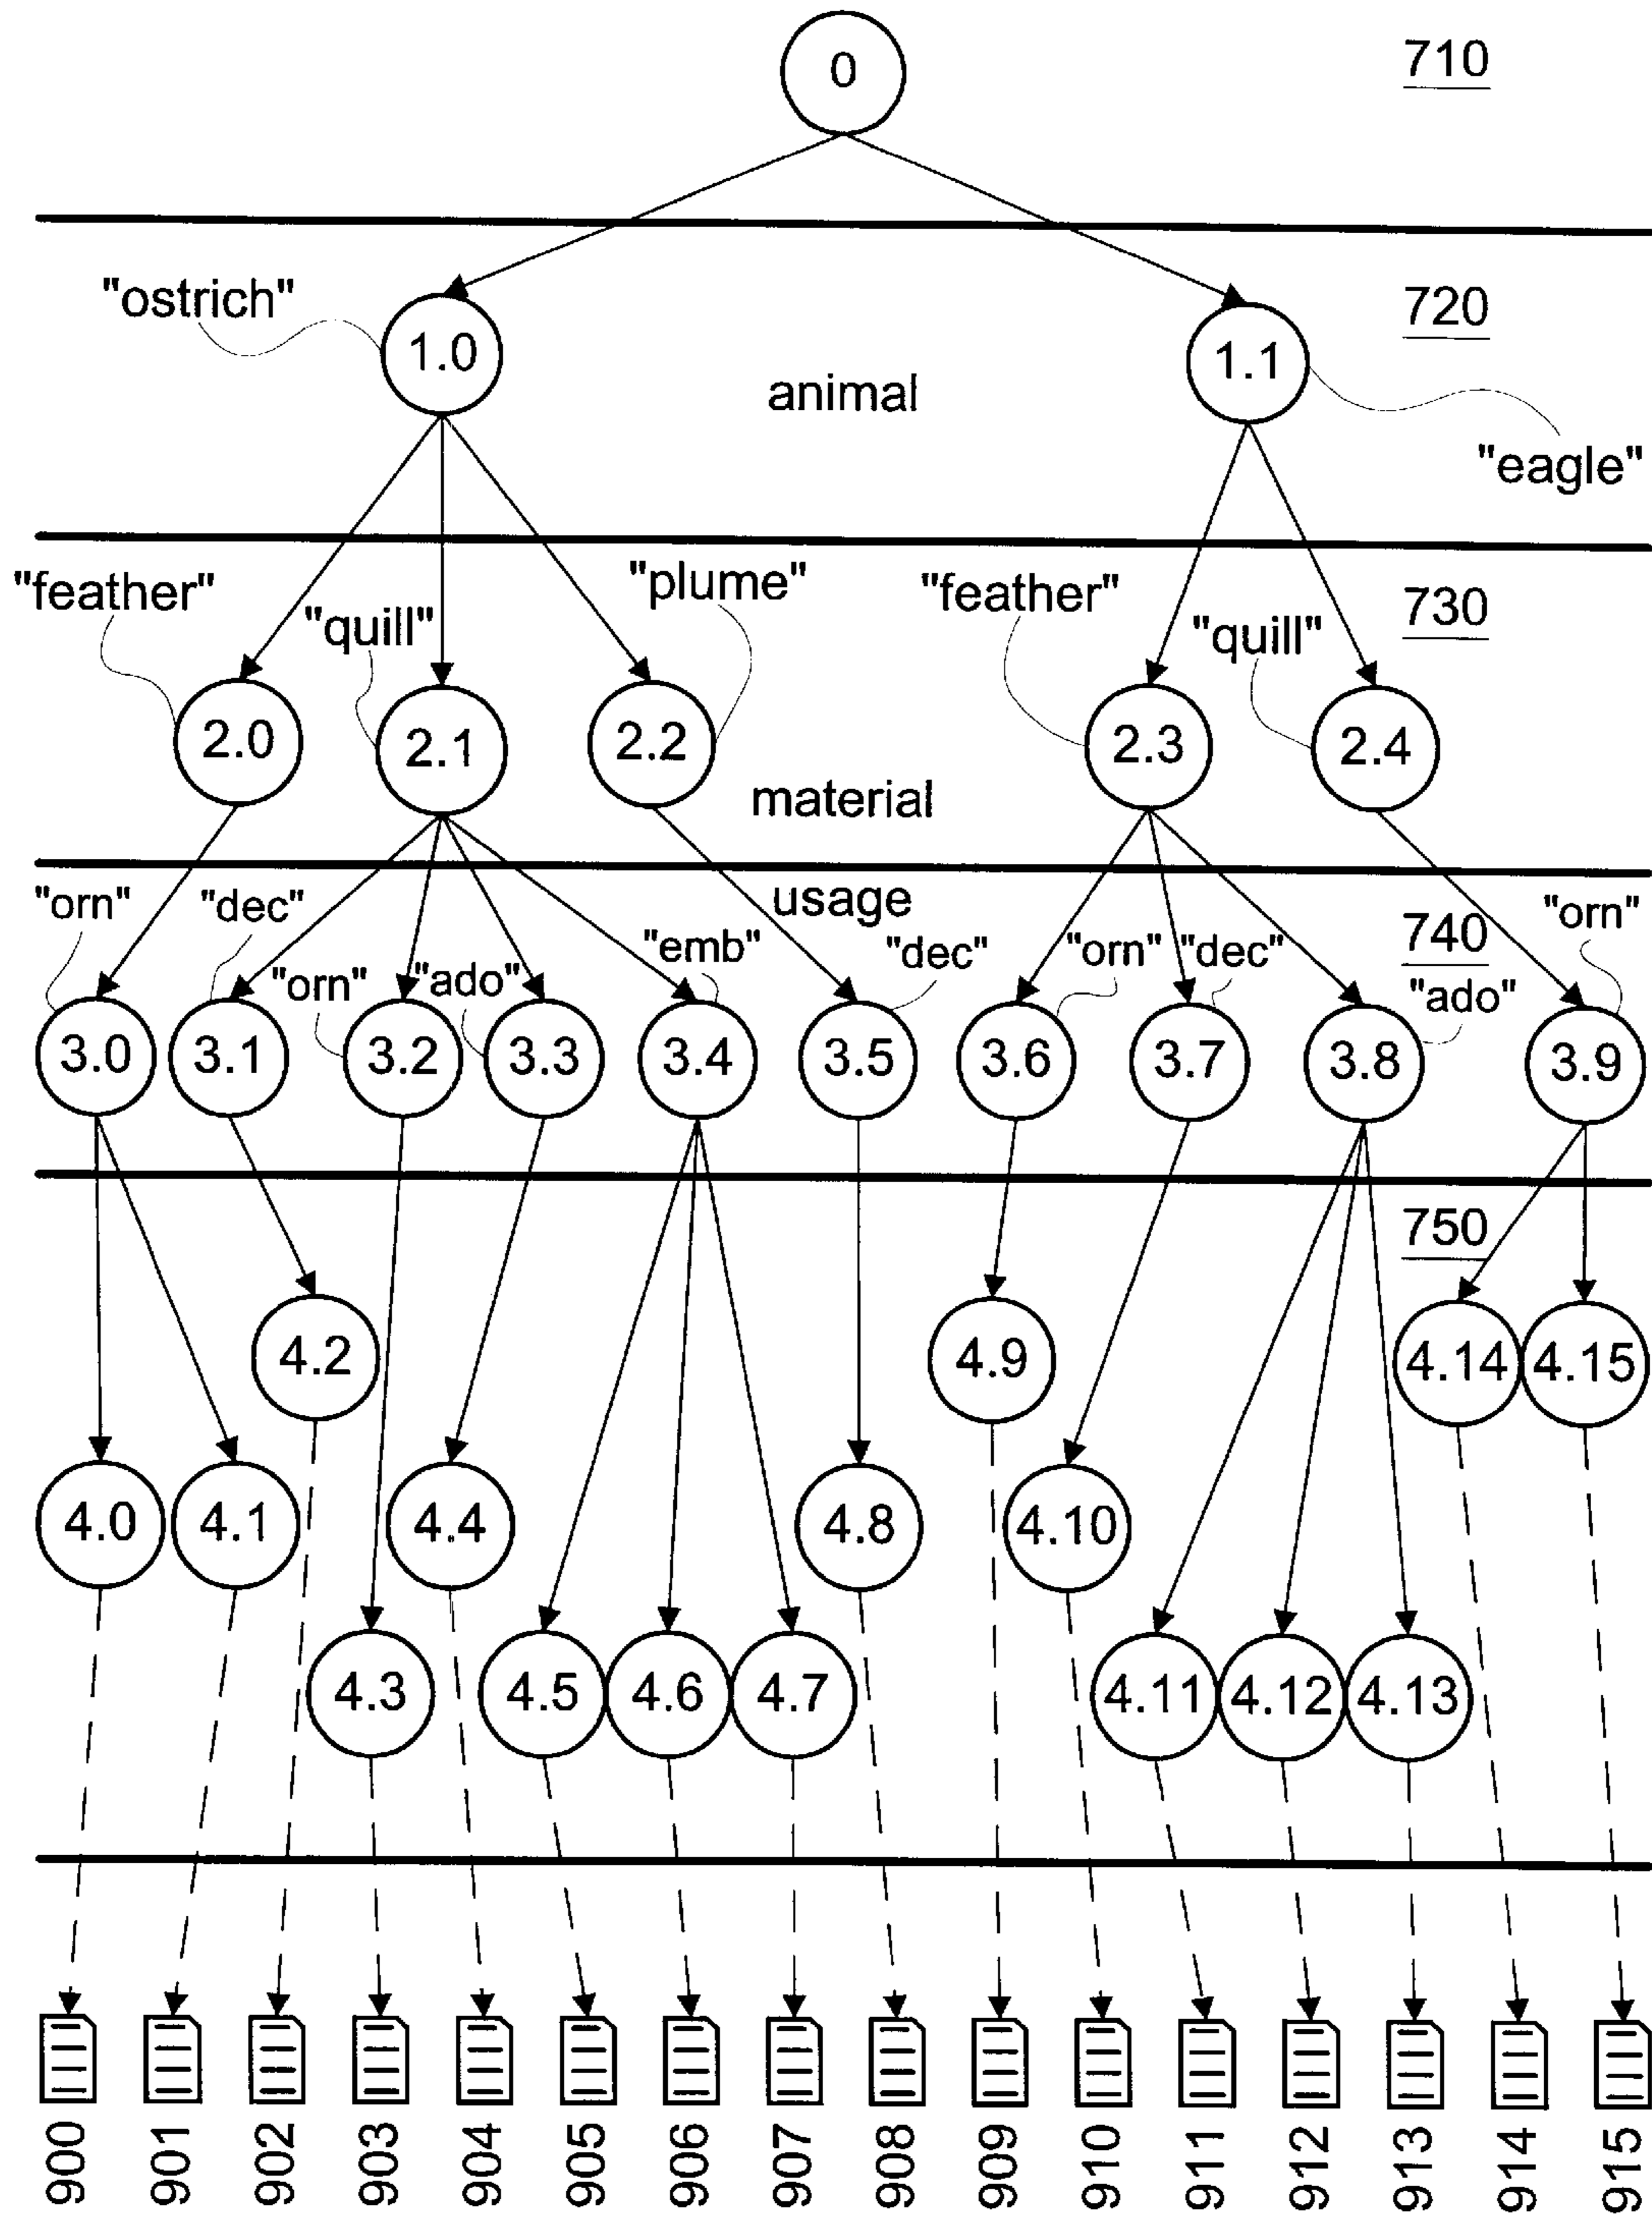 0
710
"ostrich"
1.0
animal
1.1
720
"eagle"
"feather"
"quill"
"plume"
"feather"
"quill"
730
2.0
2.1
2.2
2.3
2.4
material
usage
"orn"
"dec"
"orn"
"ado"
"emb"
"dec"
"orn"
"dec"
740
"ado"
"orn"
3.0
3.1
3.2
3.3
3.4
3.5
3.6
3.7
3.8
3.9
750
4.2
4.9
4.14
4.15
4.0
4.1
4.4
4.8
4.10
4.3
4.5
4.6
4.7
4.11
4.12
4.13
900
901
902
903
904
905
906
907
908
909
910
911
912
913
914
915